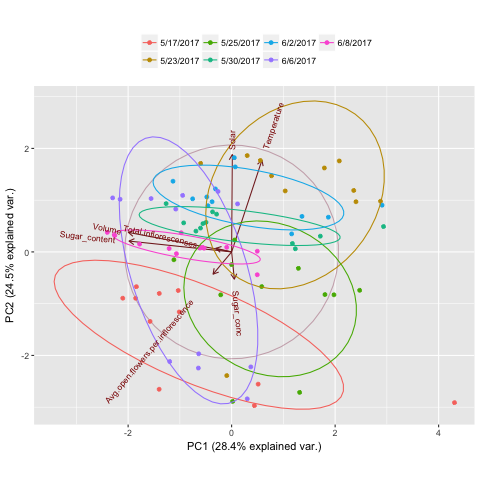 5/17/2017 5/25/2017 6/2/2017 6/8/2017
5/23/2017 5/30/2017 6/6/2017
PC2 (24.5% explained var.)
2
0
-2
Solar
Temperature
Volume
Total.inflorescenses
Sugar_content
Sugar_conc
Avg.open.flowers.per.inflorescence
-2 0 2 4
PC1 (28.4% explained var.)